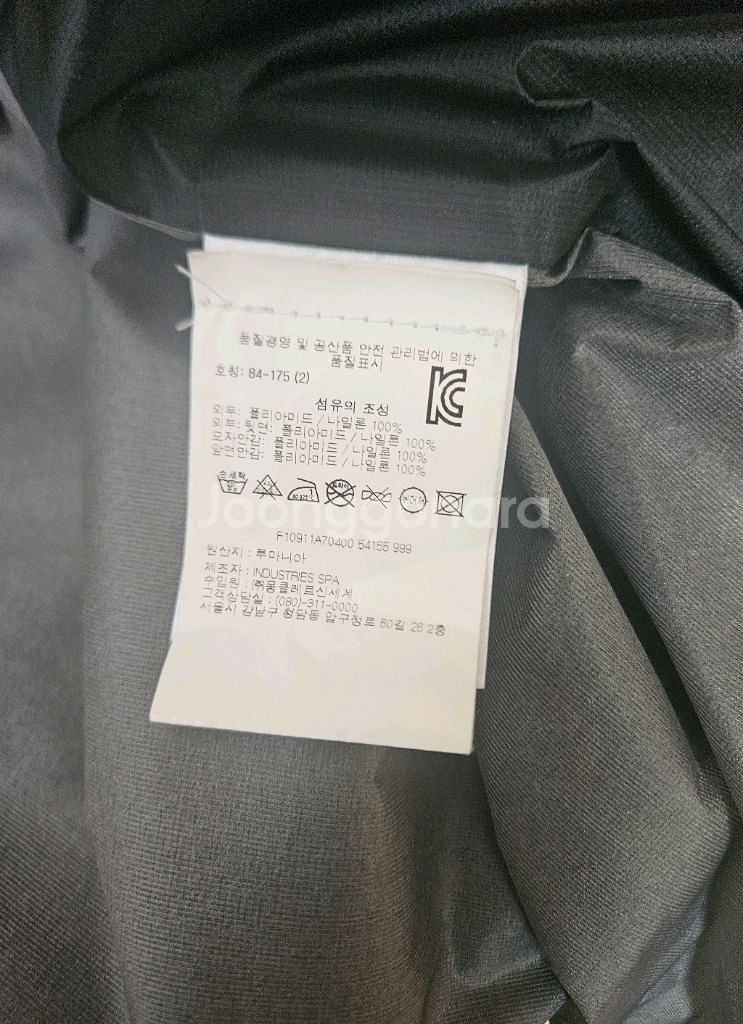 품질경영 및 공산품 안전 관리법에 의한
품질표시
호칭: 84-175 (2)
섬유의 조성
외부: 폴리아미드 / 나일론 100%
외부: 뒷면: 폴리아미드 / 나일론 100%
모자안감: 폴리아미드 / 나일론 100%
앞면안감: 폴리아미드 / 나일론 100%
손세탁
드라이
Joonggonara
F10911A70400 54155 999
원산지 : 루마니아
제조자 : INDUSTRIES SPA
수입원 : (주)몽클레르신세계
고객상담실 : (080)-311-0000
서울시 강남구 청담동 압구정로 60길 26 2층